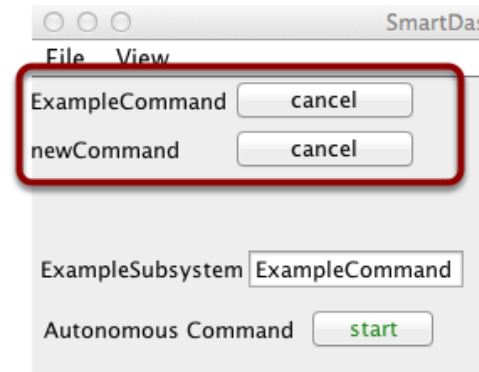 SmartDas
File View
ExampleCommand cancel
newCommand cancel
ExampleSubsystem ExampleCommand
Autonomous Command start